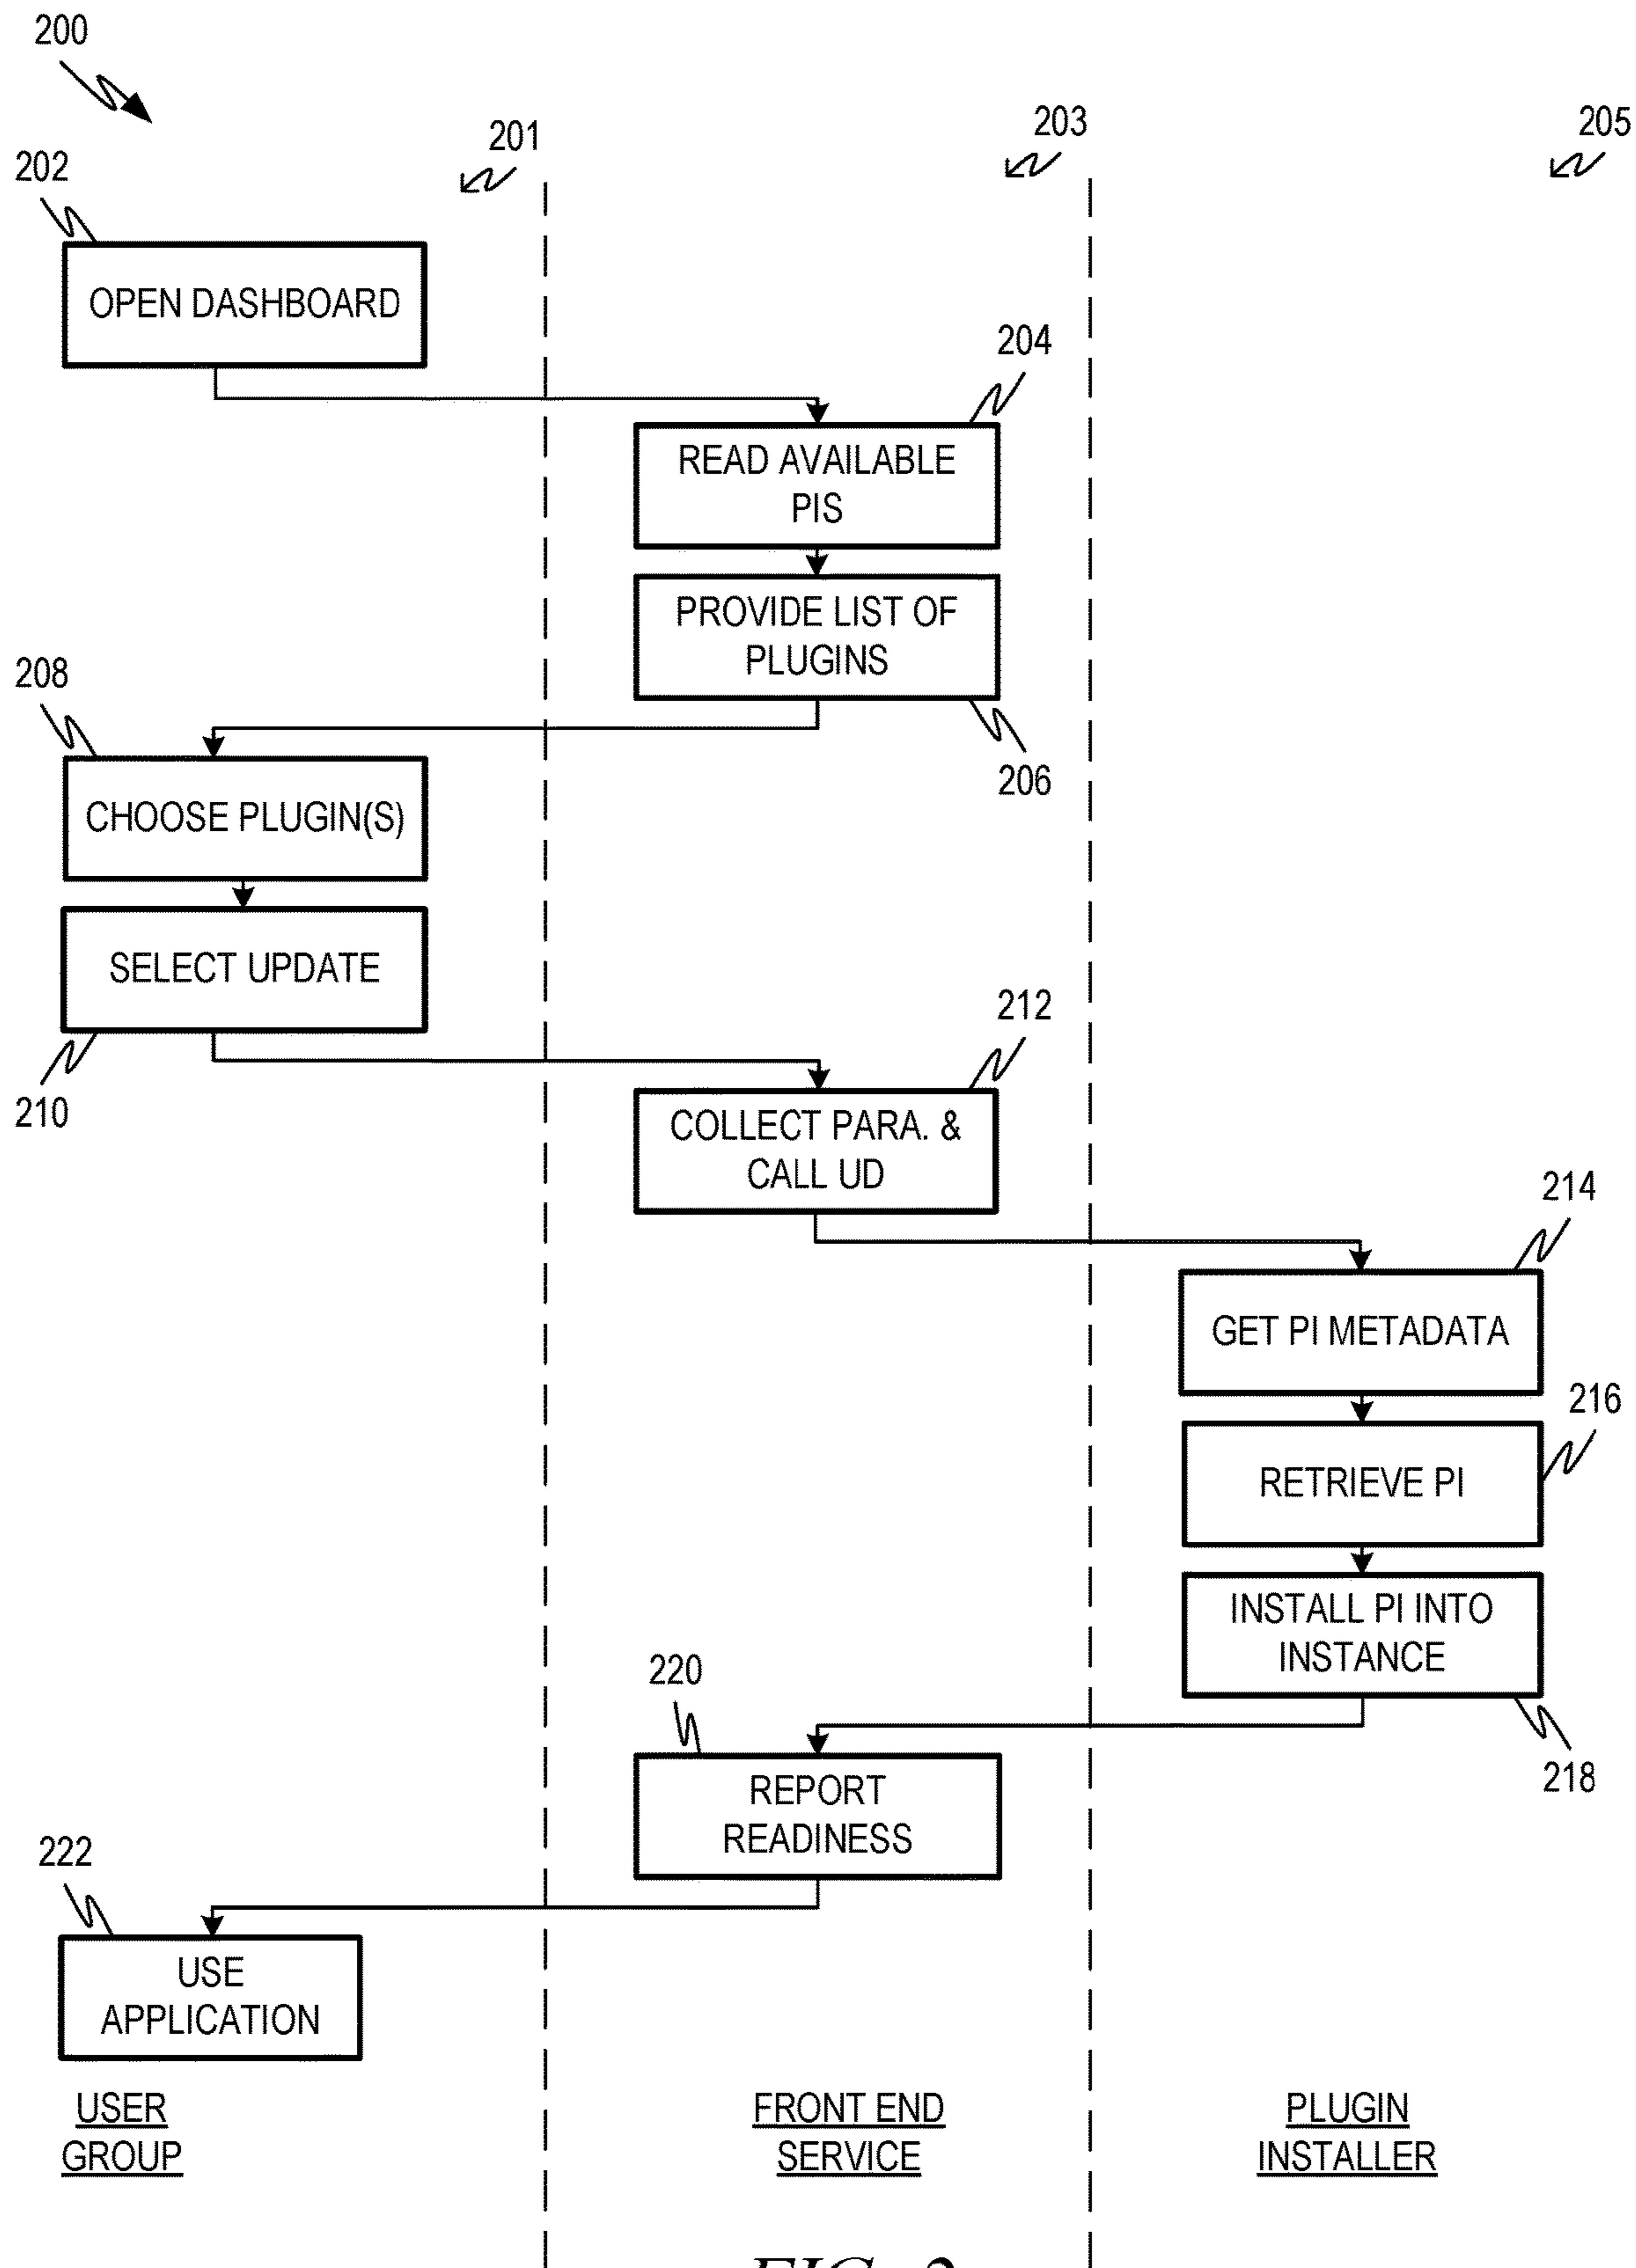 200
201
203
205
202
OPEN DASHBOARD
204
READ AVAILABLE
PIS
PROVIDE LIST OF
PLUGINS
206
208
CHOOSE PLUGIN(S)
SELECT UPDATE
210
212
COLLECT PARA. &
CALL UD
214
GET PI METADATA
216
RETRIEVE PI
INSTALL PI INTO
INSTANCE
218
220
REPORT
READINESS
222
USE
APPLICATION
USER
GROUP
FRONT END
SERVICE
PLUGIN
INSTALLER
FIG. 2